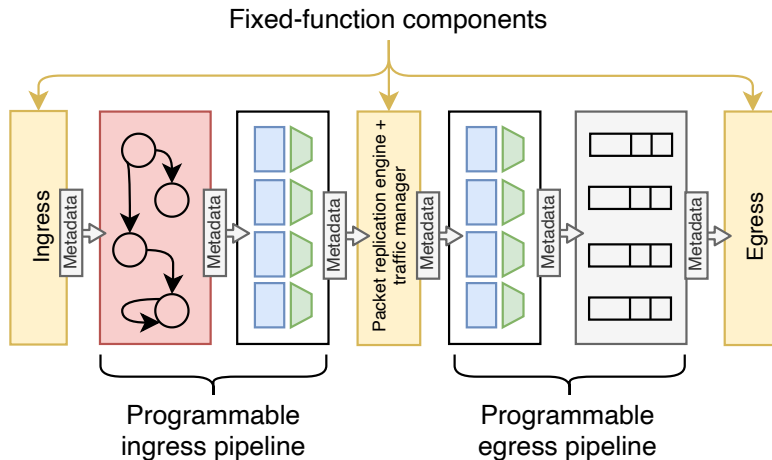 Fixed-function components
Ingress
Metadata
Metadata
Metadata
Packet replication engine +
traffic manager
Metadata
Metadata
Metadata
Egress
Programmable
ingress pipeline
Programmable
egress pipeline